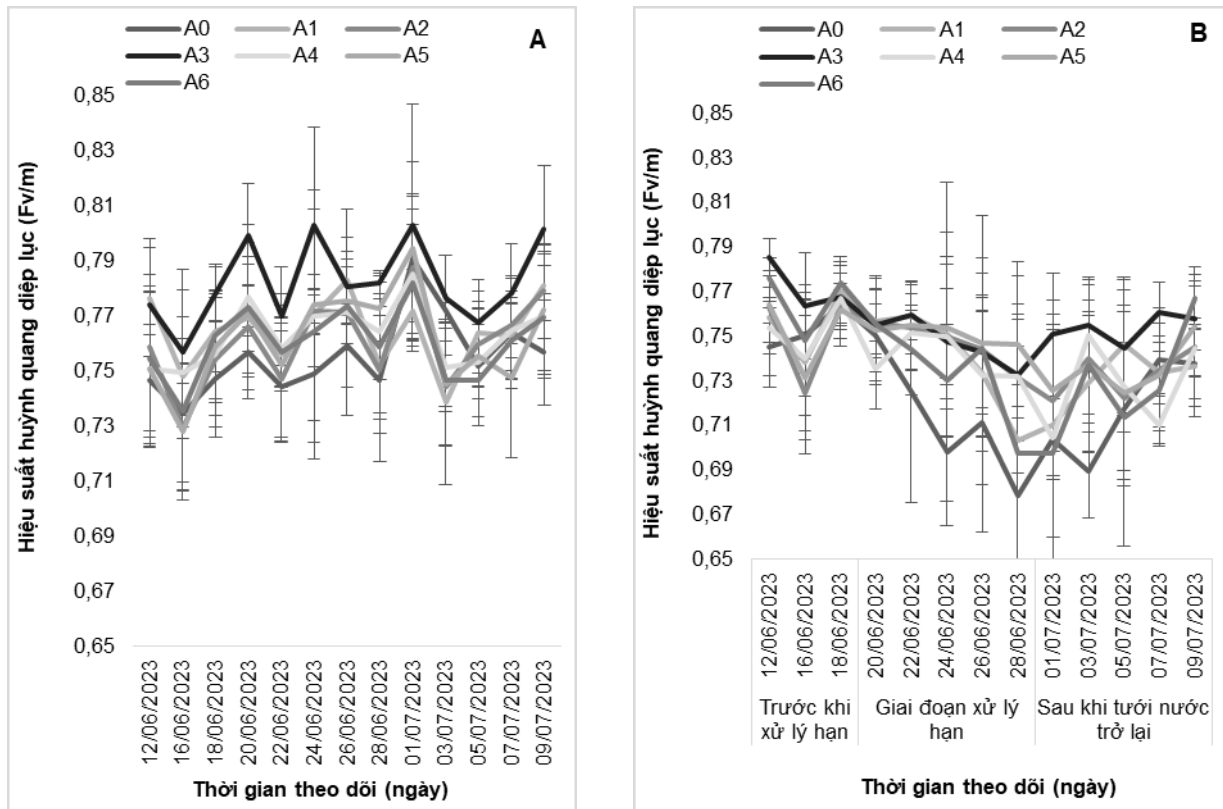 A0 A1 A2
A3 A4 A5
A6
A
Hiệu suất huỳnh quang diệp lục (Fv/m)
0,85
0,83
0,81
0,79
0,77
0,75
0,73
0,71
0,69
0,67
0,65
12/06/2023
16/06/2023
18/06/2023
20/06/2023
22/06/2023
24/06/2023
26/06/2023
28/06/2023
01/07/2023
03/07/2023
05/07/2023
07/07/2023
09/07/2023
Thời gian theo dõi (ngày)
A0 A1 A2
A3 A4 A5
A6
B
Hiệu suất huỳnh quang diệp lục (Fv/m)
0,85
0,83
0,81
0,79
0,77
0,75
0,73
0,71
0,69
0,67
0,65
12/06/2023
16/06/2023
18/06/2023
20/06/2023
22/06/2023
24/06/2023
26/06/2023
28/06/2023
01/07/2023
03/07/2023
05/07/2023
07/07/2023
09/07/2023
Trước khi
xử lý hạn
Giai đoạn xử lý
hạn
Sau khi tưới nước
trở lại
Thời gian theo dõi (ngày)